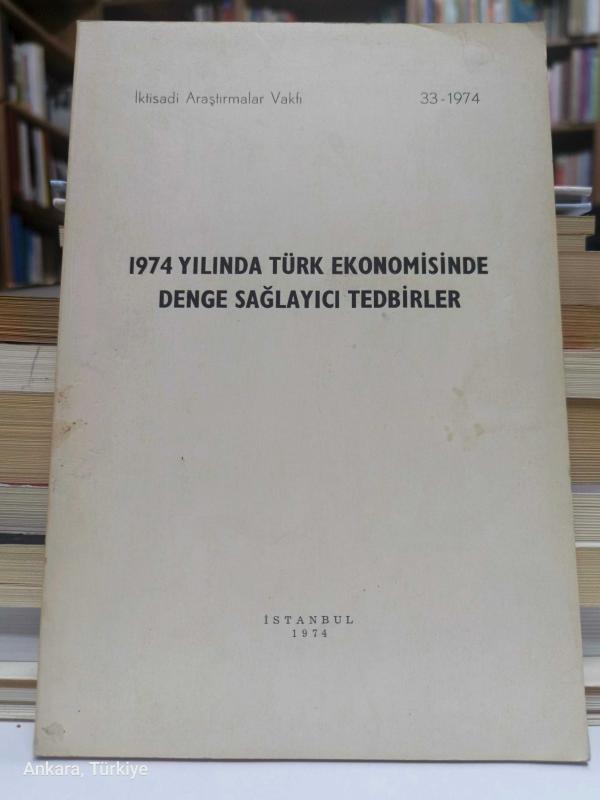 İktisadi Araştırmalar Vakfı 33-1974
1974 YILINDA TÜRK EKONOMİSİNDE
DENGE SAĞLAYICI TEDBİRLER
İSTANBUL
1974
Ankara, Türkiye